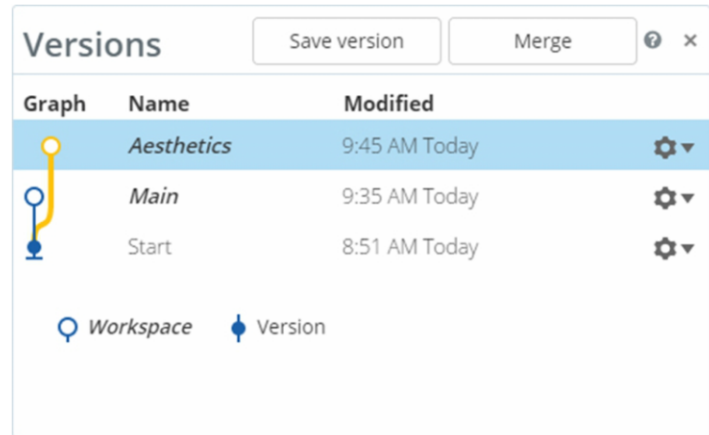 Versions Save version Merge ? ×
Graph Name Modified
Aesthetics 9:45 AM Today
Main 9:35 AM Today
Start 8:51 AM Today
Workspace Version